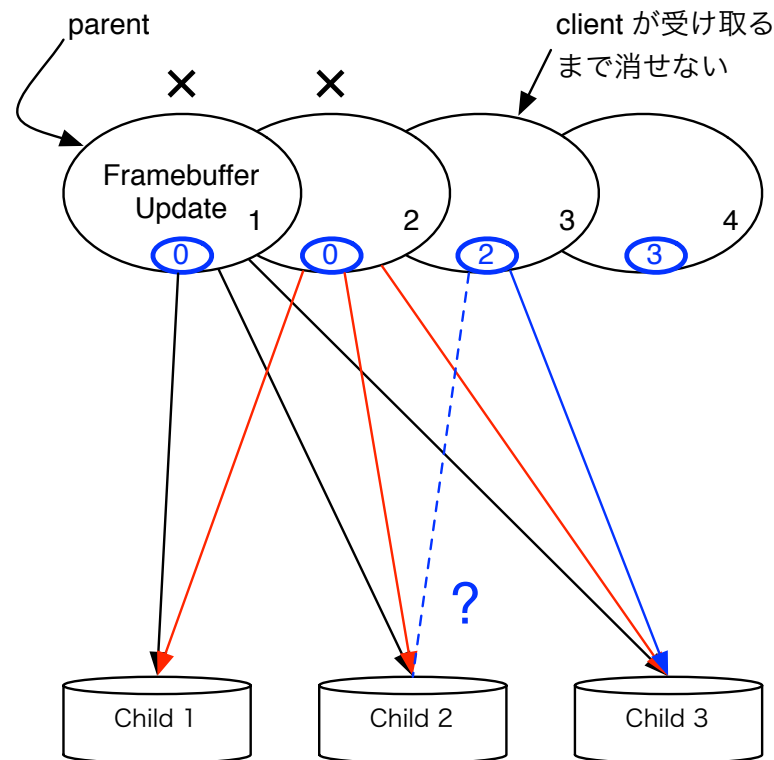 parent
client が受け取る
まで消せない
× ×
Framebuffer
Update
1 2 3 4
0 0 2 3
?
Child 1 Child 2 Child 3